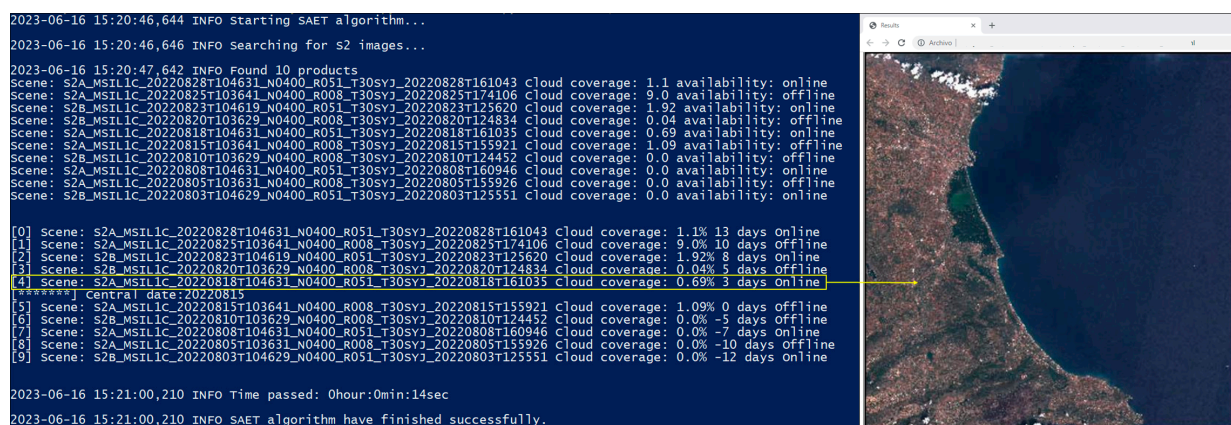 2023-06-16 15:20:46,644 INFO Starting SAET algorithm...
2023-06-16 15:20:46,646 INFO Searching for S2 images...
2023-06-16 15:20:47,642 INFO Found 10 products
Scene: S2A_MSIL1C_20220828T104631_N0400_R051_T30SYJ_20220828T161043 Cloud coverage: 1.1 availability: online
Scene: S2A_MSIL1C_20220825T103641_N0400_R008_T30SYJ_20220825T174106 Cloud coverage: 9.0 availability: offline
Scene: S2B_MSIL1C_20220823T104619_N0400_R051_T30SYJ_20220823T125620 Cloud coverage: 1.92 availability: online
Scene: S2B_MSIL1C_20220820T103629_N0400_R008_T30SYJ_20220820T124834 Cloud coverage: 0.04 availability: offline
Scene: S2A_MSIL1C_20220818T104631_N0400_R051_T30SYJ_20220818T161035 Cloud coverage: 0.69 availability: online
Scene: S2A_MSIL1C_20220815T103641_N0400_R008_T30SYJ_20220815T155921 Cloud coverage: 1.09 availability: offline
Scene: S2B_MSIL1C_20220810T103629_N0400_R008_T30SYJ_20220810T124452 Cloud coverage: 0.0 availability: offline
Scene: S2A_MSIL1C_20220808T104631_N0400_R051_T30SYJ_20220808T160946 Cloud coverage: 0.0 availability: online
Scene: S2A_MSIL1C_20220805T103631_N0400_R008_T30SYJ_20220805T155926 Cloud coverage: 0.0 availability: offline
Scene: S2B_MSIL1C_20220803T104629_N0400_R051_T30SYJ_20220803T125551 Cloud coverage: 0.0 availability: online
[0] Scene: S2A_MSIL1C_20220828T104631_N0400_R051_T30SYJ_20220828T161043 Cloud coverage: 1.1% 13 days Online
[1] Scene: S2A_MSIL1C_20220825T103641_N0400_R008_T30SYJ_20220825T174106 Cloud coverage: 9.0% 10 days Offline
[2] Scene: S2B_MSIL1C_20220823T104619_N0400_R051_T30SYJ_20220823T125620 Cloud coverage: 1.92% 8 days Online
[3] Scene: S2B_MSIL1C_20220820T103629_N0400_R008_T30SYJ_20220820T124834 Cloud coverage: 0.04% 5 days Offline
[4] Scene: S2A_MSIL1C_20220818T104631_N0400_R051_T30SYJ_20220818T161035 Cloud coverage: 0.69% 3 days Online
[*******] Central date:20220815
[5] Scene: S2A_MSIL1C_20220815T103641_N0400_R008_T30SYJ_20220815T155921 Cloud coverage: 1.09% 0 days Offline
[6] Scene: S2B_MSIL1C_20220810T103629_N0400_R008_T30SYJ_20220810T124452 Cloud coverage: 0.0% -5 days Offline
[7] Scene: S2A_MSIL1C_20220808T104631_N0400_R051_T30SYJ_20220808T160946 Cloud coverage: 0.0% -7 days Online
[8] Scene: S2A_MSIL1C_20220805T103631_N0400_R008_T30SYJ_20220805T155926 Cloud coverage: 0.0% -10 days Offline
[9] Scene: S2B_MSIL1C_20220803T104629_N0400_R051_T30SYJ_20220803T125551 Cloud coverage: 0.0% -12 days Online
2023-06-16 15:21:00,210 INFO Time passed: 0hour:0min:14sec
2023-06-16 15:21:00,210 INFO SAET algorithm have finished successfully.
Results
Archivo